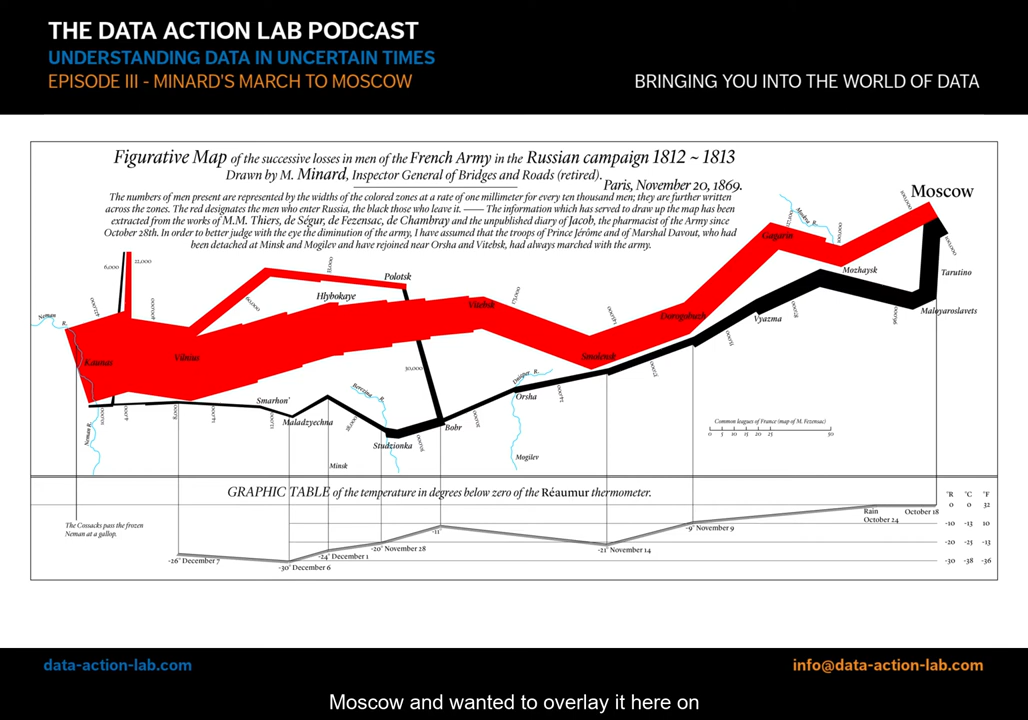 THE DATA ACTION LAB PODCAST
UNDERSTANDING DATA IN UNCERTAIN TIMES
EPISODE III - MINARD'S MARCH TO MOSCOW
BRINGING YOU INTO THE WORLD OF DATA
Figurative Map of the successive losses in men of the French Army in the Russian campaign 1812 ~ 1813
Drawn by M. Minard, Inspector General of Bridges and Roads (retired).
Paris, November 20, 1869.
The numbers of men present are represented by the widths of the colored zones at a rate of one millimeter for every ten thousand men; they are further written
across the zones. The red designates the men who enter Russia, the black those who leave it. —— The information which has served to draw up the map has been
extracted from the works of M.M. Thiers, de Ségur, de Fezensac, de Chambray and the unpublished diary of Jacob, the pharmacist of the Army since
October 28th. In order to better judge with the eye the diminution of the army, I have assumed that the troops of Prince Jérôme and of Marshal Davout, who had
been detached at Minsk and Mogilev and have rejoined near Orsha and Vitebsk, had always marched with the army.
Moscow
Gagarin
Moskva R.
Mozhaysk
Tarutino
Maloyaroslavets
6,000
22,000
Polotsk
Hlybokaye
Vitebsk
Dorogobuzh
Vyazma
Neman R.
Kaunas
Vilnius
Smolensk
30,000
Berezina R.
Dnieper R.
Orsha
Smarhon'
Maladzyechna
Bobr
Studzionka
Neman R.
Minsk
Mogilev
Common leagues of France (map of M. Fezensac)
0 5 10 15 20 25 50
GRAPHIC TABLE of the temperature in degrees below zero of the Réaumur thermometer.
°R °C °F
0 0 32
-10 -13 10
-20 -25 -13
-30 -38 -36
The Cossacks pass the frozen
Neman at a gallop.
-26° December 7
-30° December 6
-24° December 1
-20° November 28
-11°
-21° November 14
-9° November 9
Rain
October 24
October 18
data-action-lab.com
info@data-action-lab.com
Moscow and wanted to overlay it here on